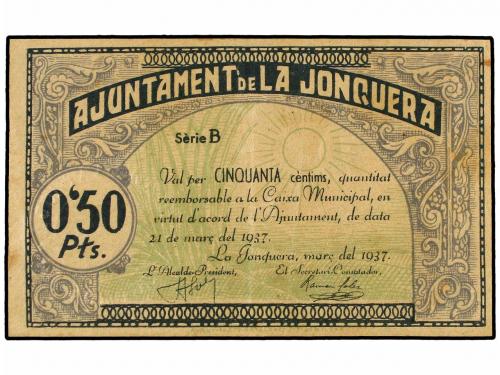 AJUNTAMENT DE LA JONQUERA
Sèrie B
Val per CINQUANTA cèntims, quantitat
reemborsable a la Caixa Municipal, en
virtut d'acord de l'Ajuntament, de data
21 de març del 1937.
La Jonquera, març del 1937.
L'Alcalde-President, El Secretari-Comptador,
0'50
Pts.